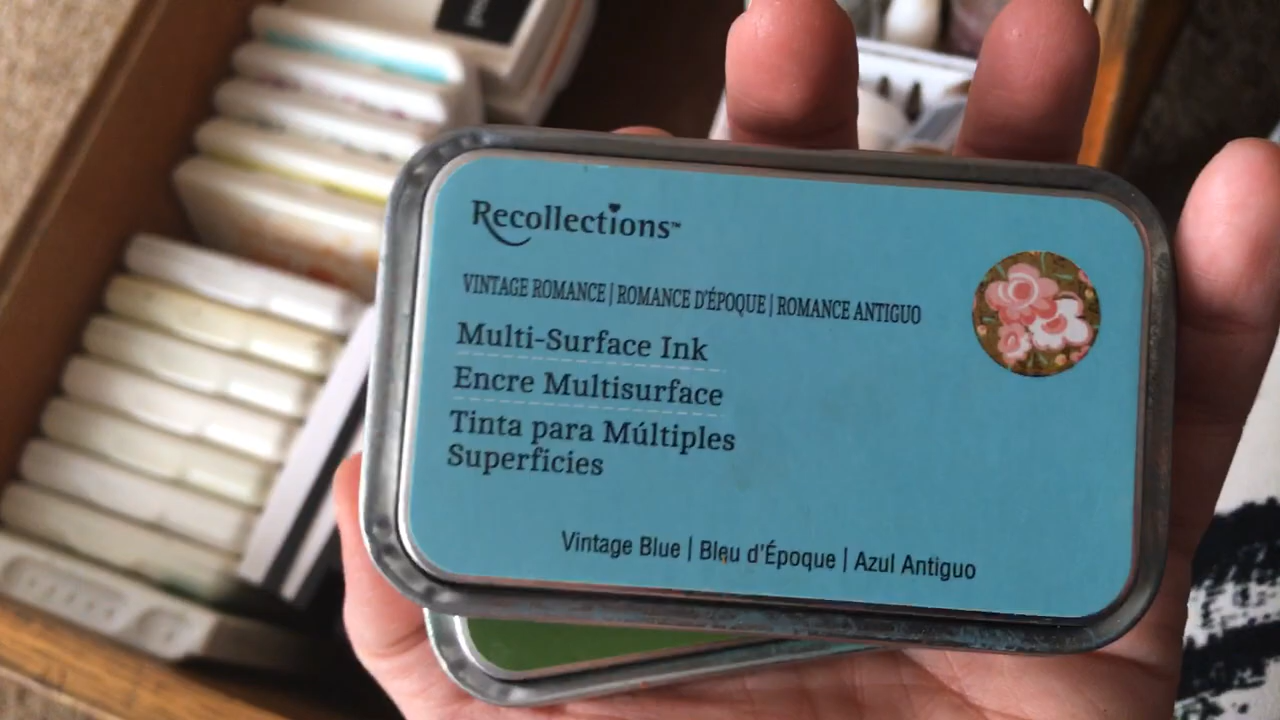 Recollections™
VINTAGE ROMANCE | ROMANCE D'ÉPOQUE | ROMANCE ANTIGUO
Multi-Surface Ink
Encre Multisurface
Tinta para Múltiples
Superficies
Vintage Blue | Bleu d'Époque | Azul Antiguo